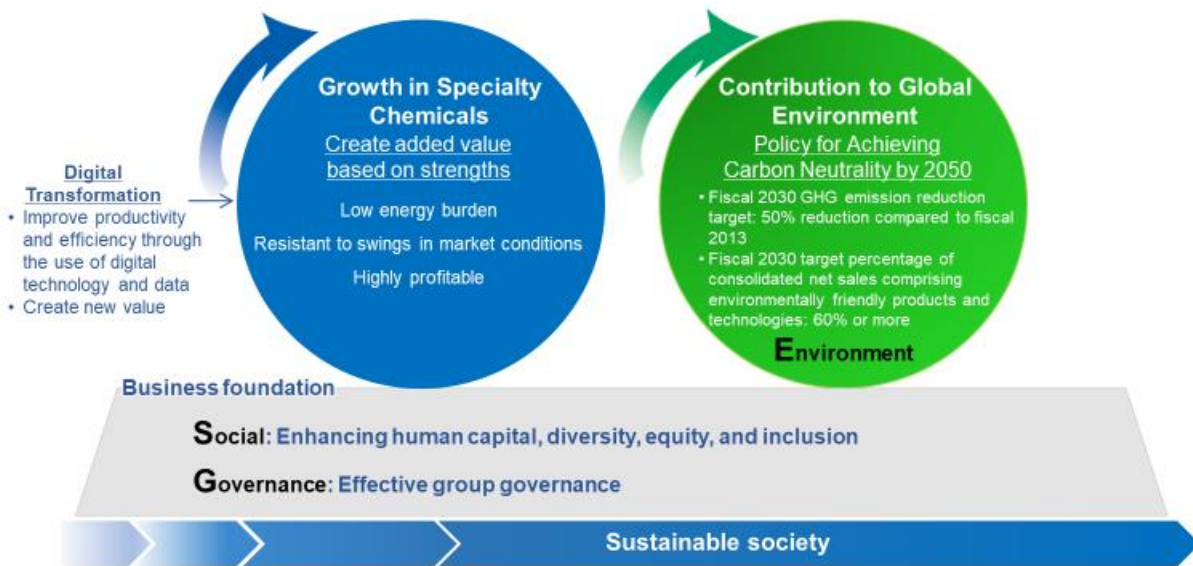 Growth in Specialty
Chemicals
Create added value
based on strengths
Low energy burden
Resistant to swings in market conditions
Highly profitable
Contribution to Global
Environment
Policy for Achieving
Carbon Neutrality by 2050
• Fiscal 2030 GHG emission reduction
target: 50% reduction compared to fiscal
2013
• Fiscal 2030 target percentage of
consolidated net sales comprising
environmentally friendly products and
technologies: 60% or more
Environment
Digital
Transformation
• Improve productivity
and efficiency through
the use of digital
technology and data
• Create new value
Business foundation
Social: Enhancing human capital, diversity, equity, and inclusion
Governance: Effective group governance
Sustainable society